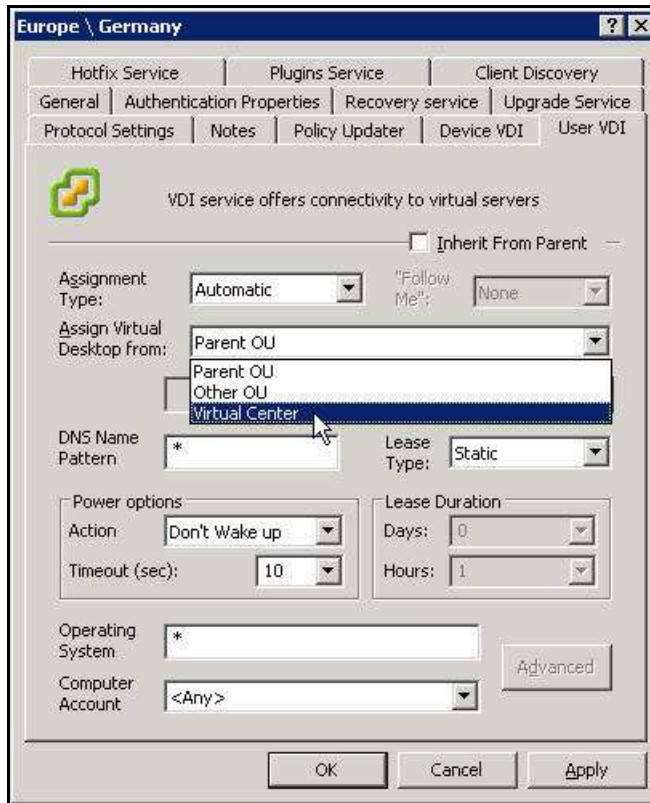 Europe \ Germany
Hotfix Service Plugins Service Client Discovery
General Authentication Properties Recovery service Upgrade Service
Protocol Settings Notes Policy Updater Device VDI User VDI
VDI service offers connectivity to virtual servers
Inherit From Parent
Assignment Type: Automatic "Follow Me": None
Assign Virtual Desktop from: Parent OU
Parent OU
Other OU
Virtual Center
DNS Name Pattern * Lease Type: Static
Power options Lease Duration
Action Don't Wake up Days: 0
Timeout (sec): 10 Hours: 1
Operating System *
Advanced
Computer Account <Any>
OK Cancel Apply